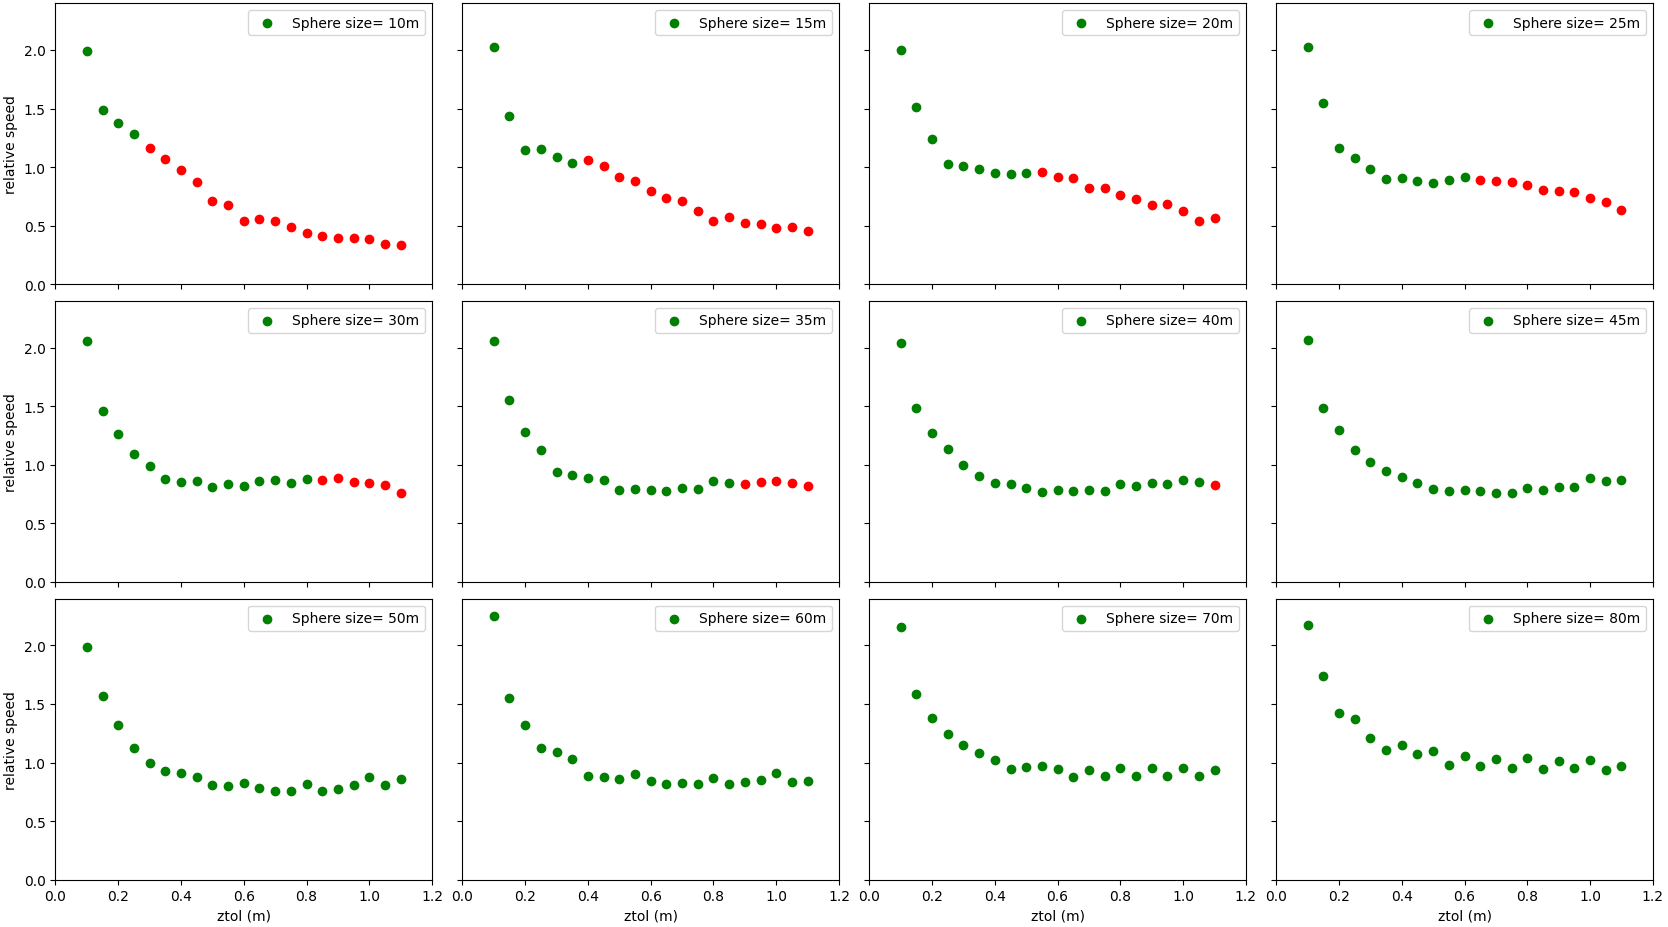 Sphere size= 10m
Sphere size= 15m
Sphere size= 20m
Sphere size= 25m
relative speed
2.0
1.5
1.0
0.5
0.0
Sphere size= 30m
Sphere size= 35m
Sphere size= 40m
Sphere size= 45m
relative speed
2.0
1.5
1.0
0.5
0.0
Sphere size= 50m
Sphere size= 60m
Sphere size= 70m
Sphere size= 80m
relative speed
2.0
1.5
1.0
0.5
0.0
0.0 0.2 0.4 0.6 0.8 1.0 1.2
0.0 0.2 0.4 0.6 0.8 1.0 1.2
0.0 0.2 0.4 0.6 0.8 1.0 1.2
0.0 0.2 0.4 0.6 0.8 1.0 1.2
ztol (m)
ztol (m)
ztol (m)
ztol (m)